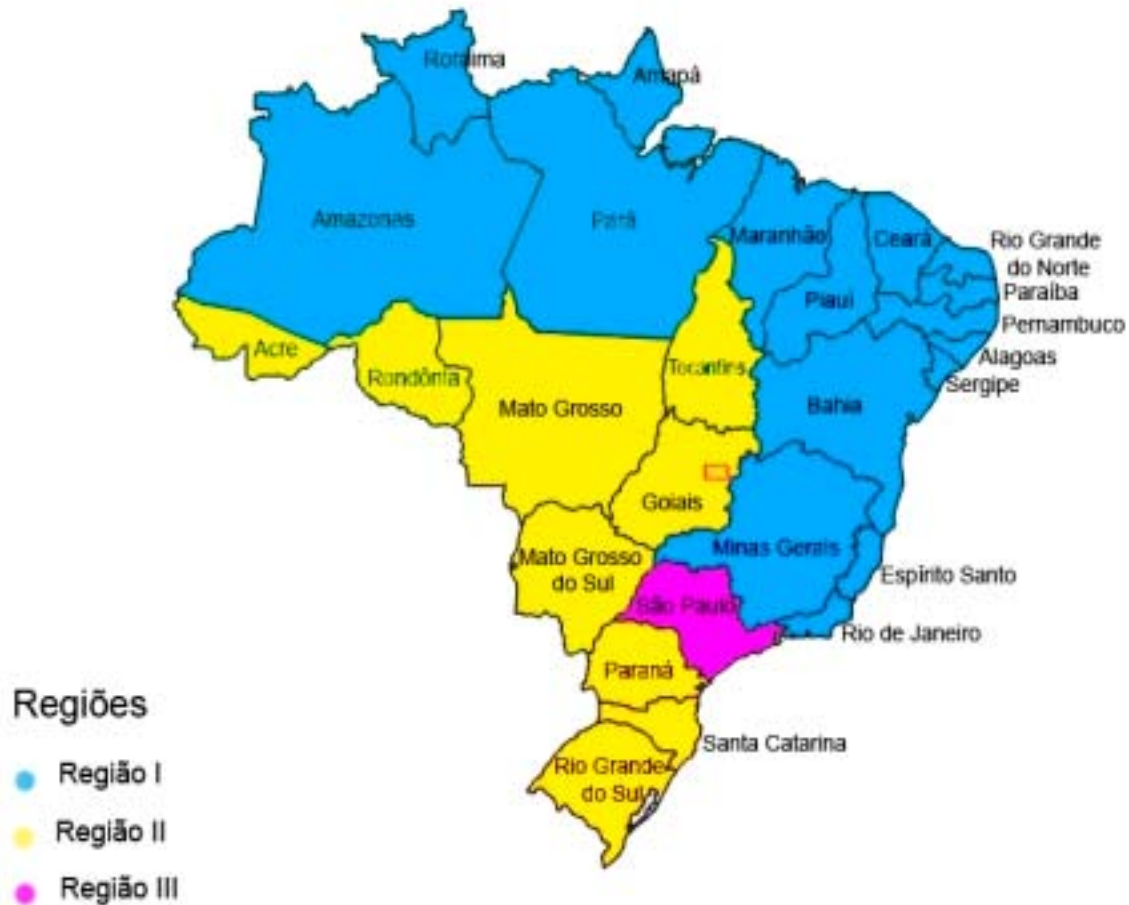 Roraima
Amapá
Amazonas
Pará
Maranhão
Ceará
Rio Grande
do Norte
Paraíba
Piauí
Pernambuco
Alagoas
Sergipe
Acre
Rondônia
Tocantins
Mato Grosso
Bahia
Goiais
Mato Grosso
do Sul
Minas Gerais
Espírito Santo
São Paulo
Rio de Janeiro
Paraná
Santa Catarina
Rio Grande
do Sul
Regiões
Região I
Região II
Região III